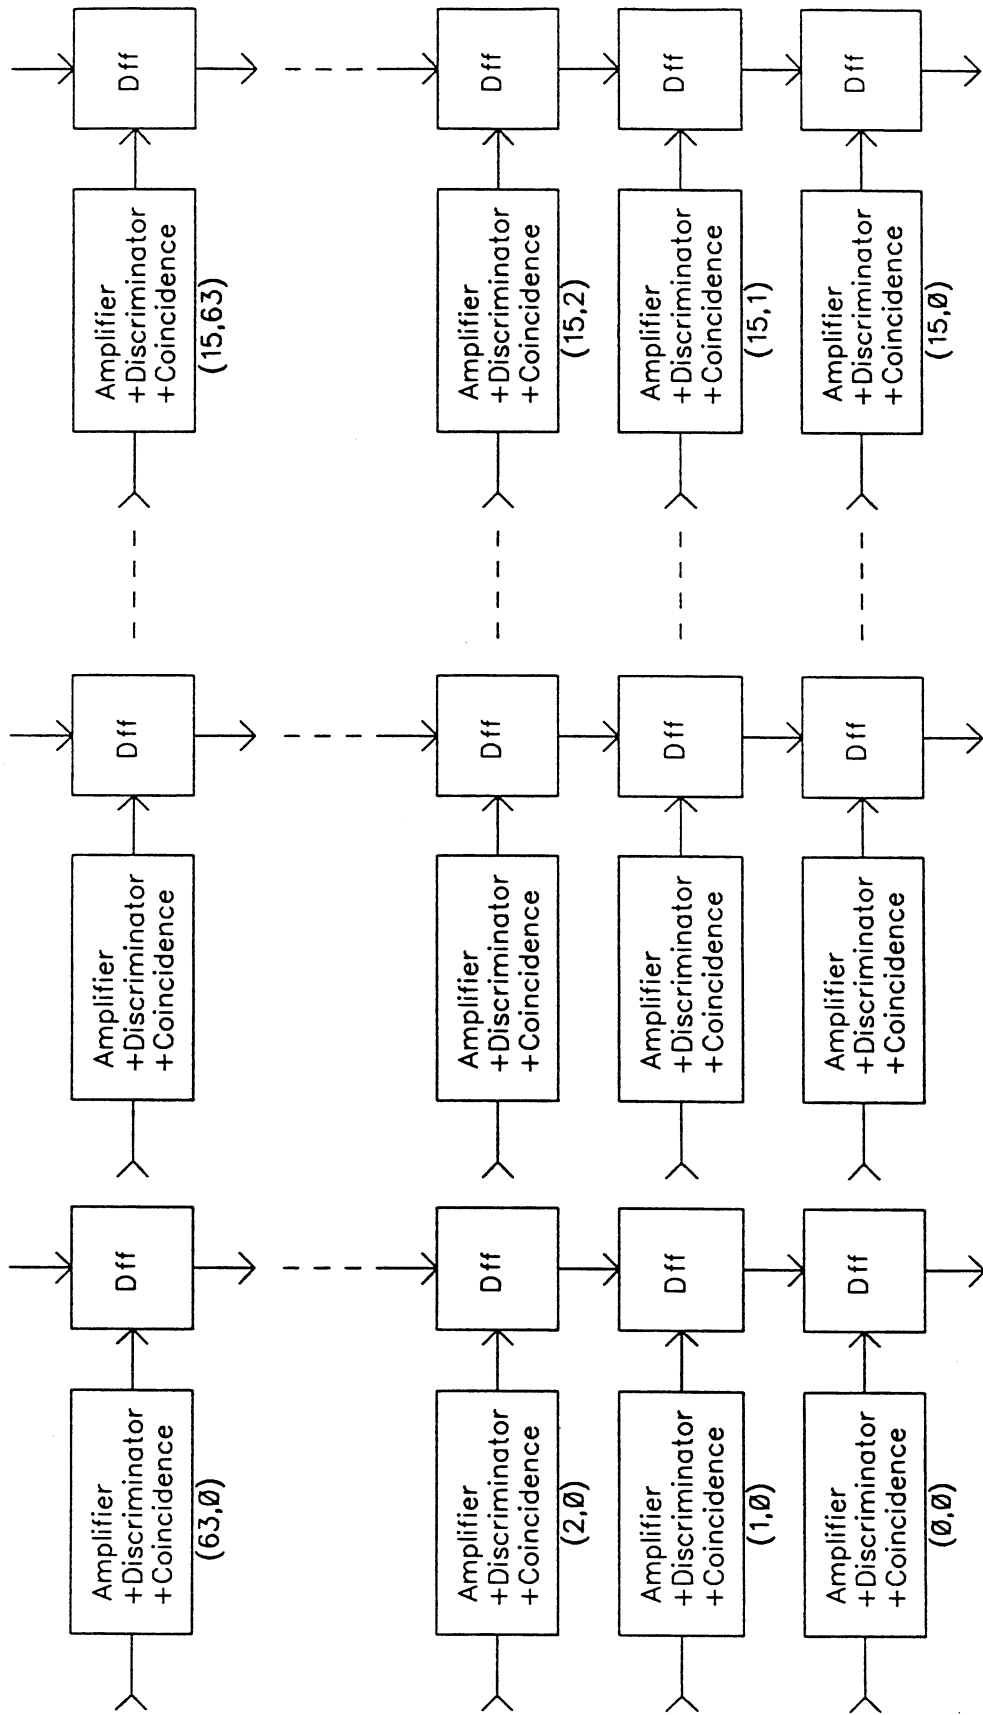 Amplifier
+Discriminator
+Coincidence
(63,Ø)
Dff
Amplifier
+Discriminator
+Coincidence
Dff
Amplifier
+Discriminator
+Coincidence
(15,63)
Dff
Amplifier
+Discriminator
+Coincidence
(2,Ø)
Dff
Amplifier
+Discriminator
+Coincidence
Dff
Amplifier
+Discriminator
+Coincidence
(15,2)
Dff
Amplifier
+Discriminator
+Coincidence
(1,Ø)
Dff
Amplifier
+Discriminator
+Coincidence
Dff
Amplifier
+Discriminator
+Coincidence
(15,1)
Dff
Amplifier
+Discriminator
+Coincidence
(Ø,Ø)
Dff
Amplifier
+Discriminator
+Coincidence
Dff
Amplifier
+Discriminator
+Coincidence
(15,Ø)
Dff